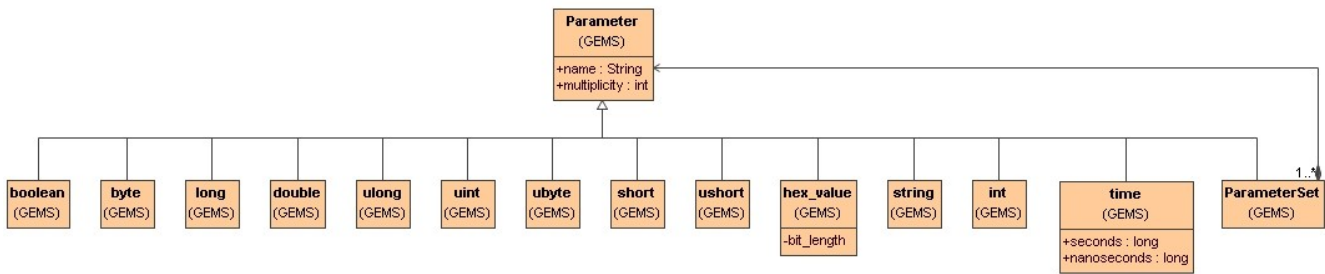 Parameter
(GEMS)
+name : String
+multiplicity : int
1..*
boolean
(GEMS)
byte
(GEMS)
long
(GEMS)
double
(GEMS)
ulong
(GEMS)
uint
(GEMS)
ubyte
(GEMS)
short
(GEMS)
ushort
(GEMS)
hex_value
(GEMS)
-bit_length
string
(GEMS)
int
(GEMS)
time
(GEMS)
+seconds : long
+nanoseconds : long
ParameterSet
(GEMS)